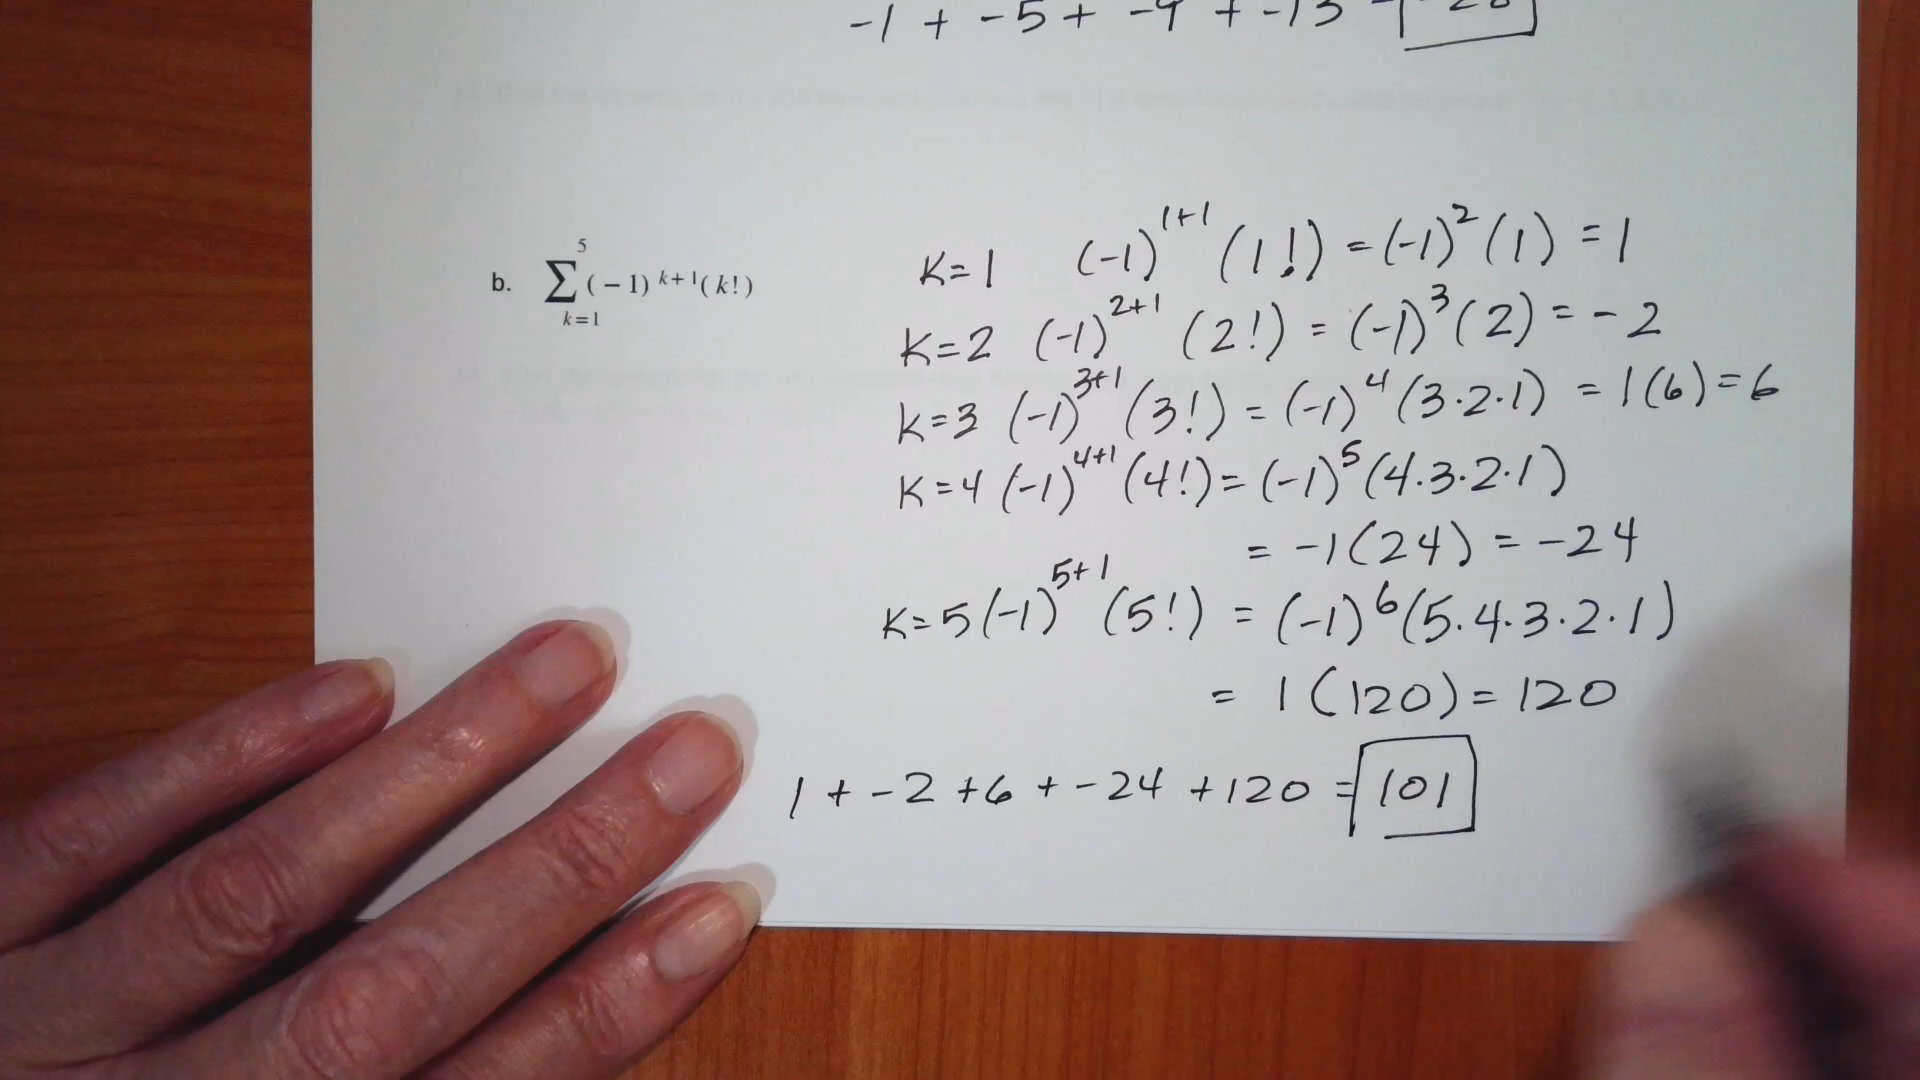 -1 + -5 + -9 + -13
b. \sum_{k=1}^{5} (-1)^{k+1}(k!)
K=1 (-1)^{1+1} (1!) = (-1)^2 (1) = 1
K=2 (-1)^{2+1} (2!) = (-1)^3 (2) = -2
K=3 (-1)^{3+1} (3!) = (-1)^4 (3·2·1) = 1(6) = 6
K=4 (-1)^{4+1} (4!) = (-1)^5 (4·3·2·1)
= -1(24) = -24
K=5 (-1)^{5+1} (5!) = (-1)^6 (5·4·3·2·1)
= 1(120) = 120
1 + -2 + 6 + -24 + 120 = 101